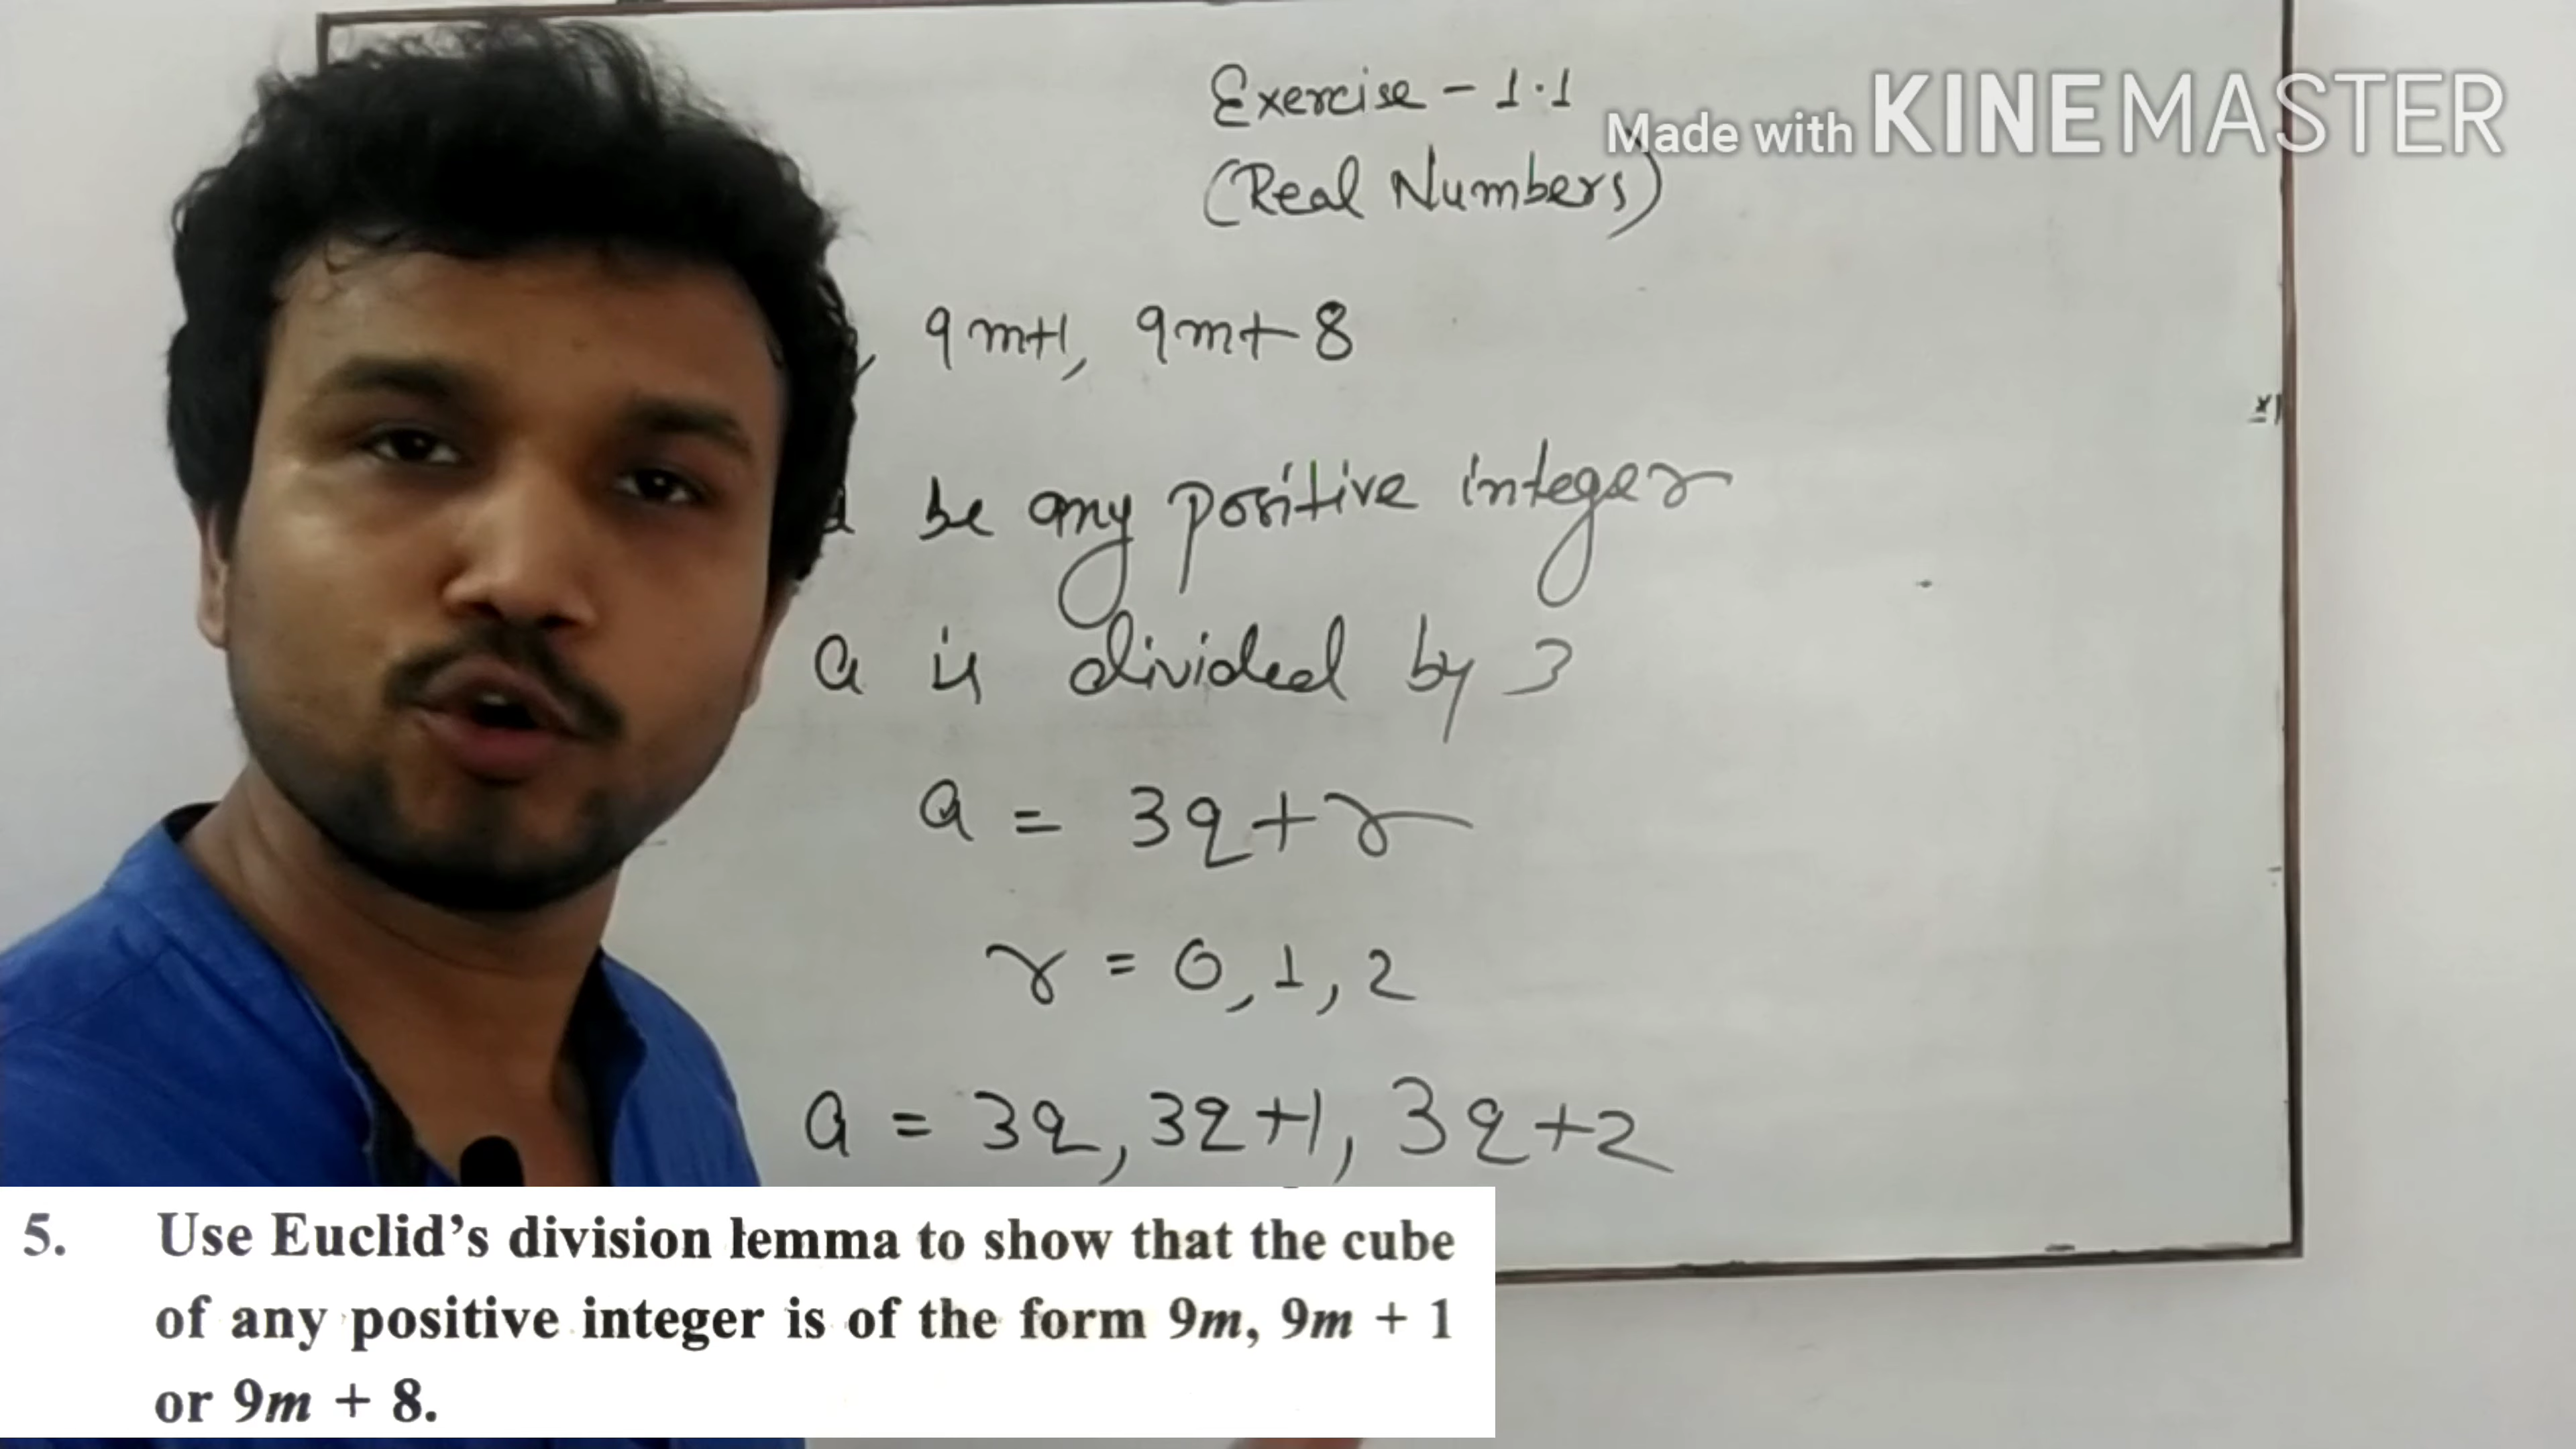 Exercise - 1.1
Made with KINEMASTER
(Real Numbers)
, 9m+1, 9m+8
be any positive integer
a is divided by 3
a = 3q+r
r = 0,1,2
a = 3q, 3q+1, 3q+2
5. Use Euclid's division lemma to show that the cube
of any positive integer is of the form 9m, 9m + 1
or 9m + 8.